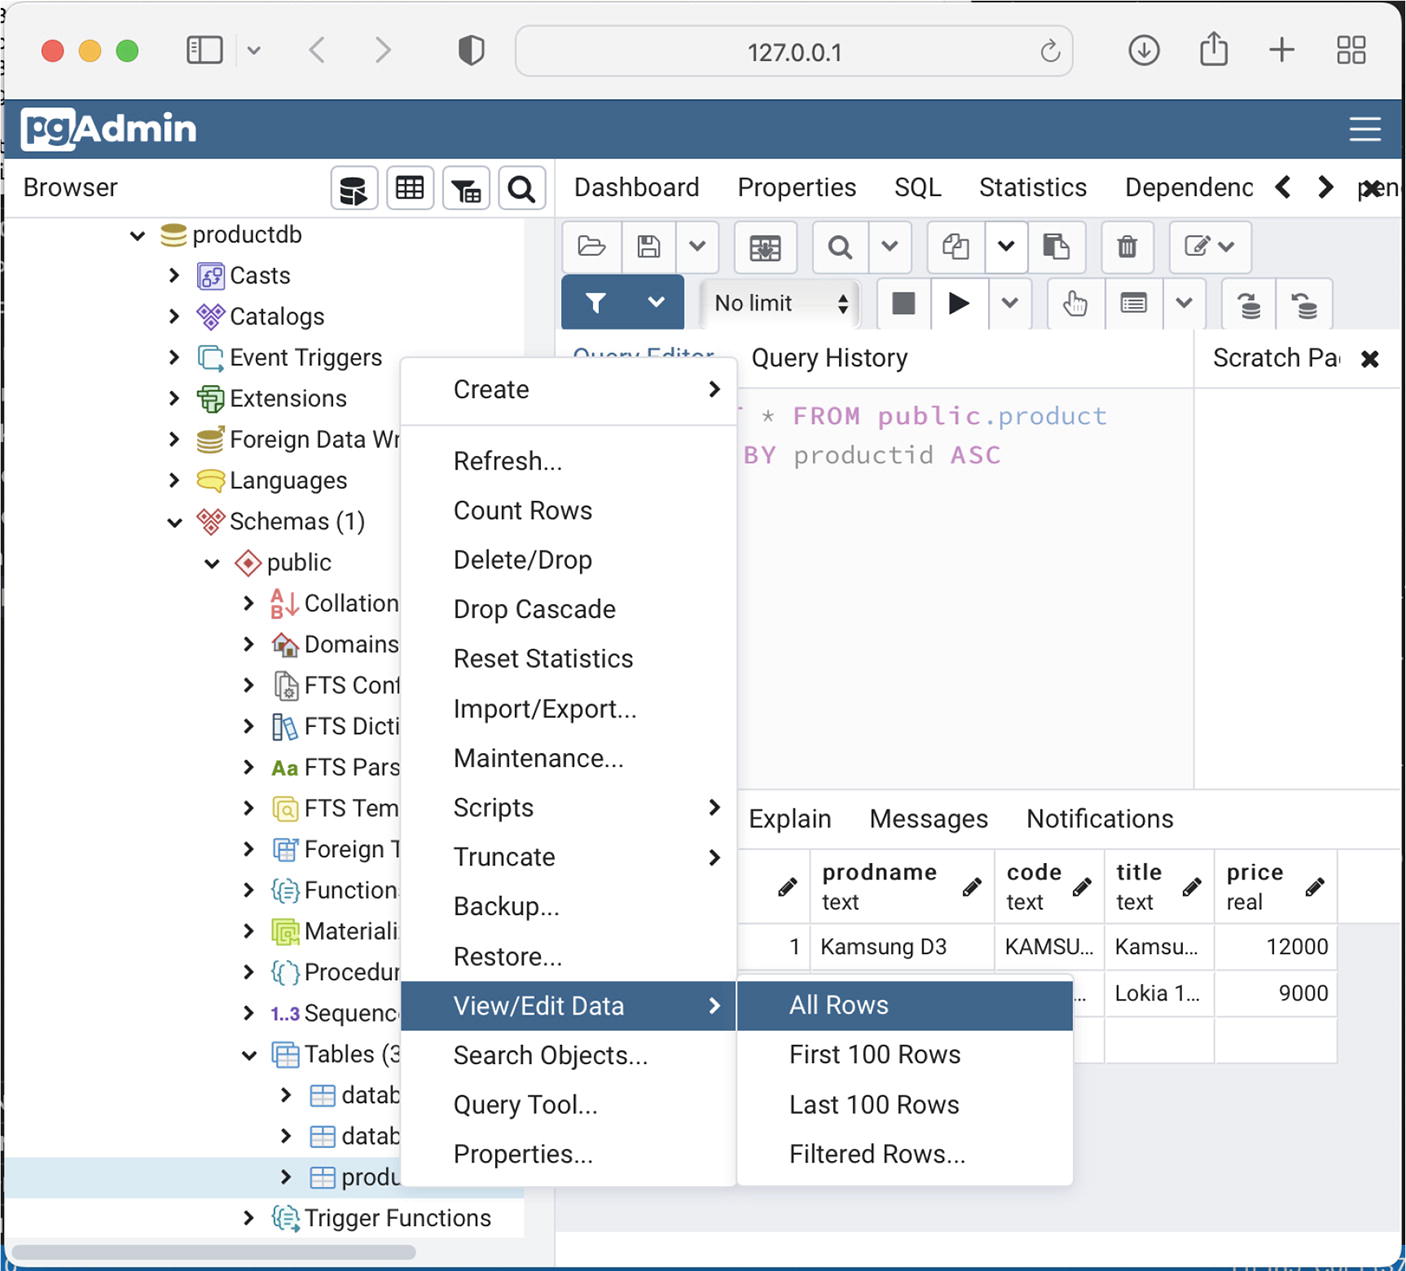 127.0.0.1
pgAdmin
Browser
Dashboard Properties SQL Statistics Dependenc pen
productdb
Casts
Catalogs
Event Triggers
Extensions
Foreign Data Wr
Languages
Schemas (1)
public
Collation
Domains
FTS Conf
FTS Dicti
Aa FTS Pars
FTS Tem
Foreign T
Function
Materiali
Procedur
1..3 Sequenc
Tables (3
datab
datab
produ
Trigger Functions
No limit
Query Editor Query History Scratch Pa
T * FROM public.product
BY productid ASC
Create
Refresh...
Count Rows
Delete/Drop
Drop Cascade
Reset Statistics
Import/Export...
Maintenance...
Scripts
Truncate
Backup...
Restore...
View/Edit Data
Search Objects...
Query Tool...
Properties...
All Rows
First 100 Rows
Last 100 Rows
Filtered Rows...
Explain Messages Notifications
prodname code title price
text text text real
1 Kamsung D3 KAMSU... Kamsu... 12000
... Lokia 1... 9000